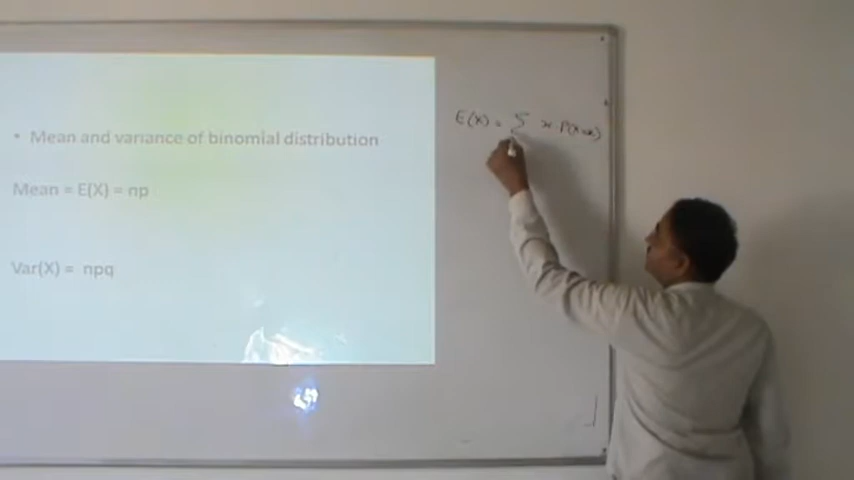 • Mean and variance of binomial distribution
Mean = E(X) = np
Var(X) = npq
E(X) = ∑ x · P(X=x)